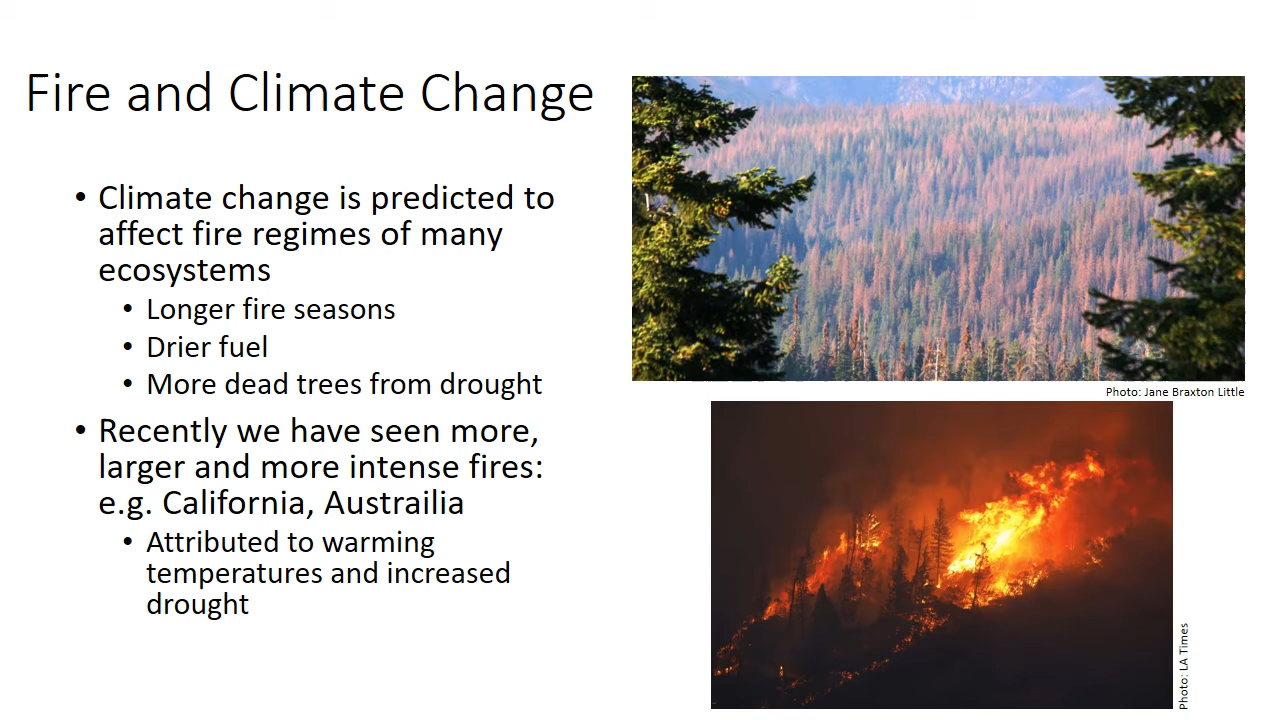 Fire and Climate Change
• Climate change is predicted to
affect fire regimes of many
ecosystems
• Longer fire seasons
• Drier fuel
• More dead trees from drought
• Recently we have seen more,
larger and more intense fires:
e.g. California, Austrailia
• Attributed to warming
temperatures and increased
drought
Photo: Jane Braxton Little
Photo: LA Times